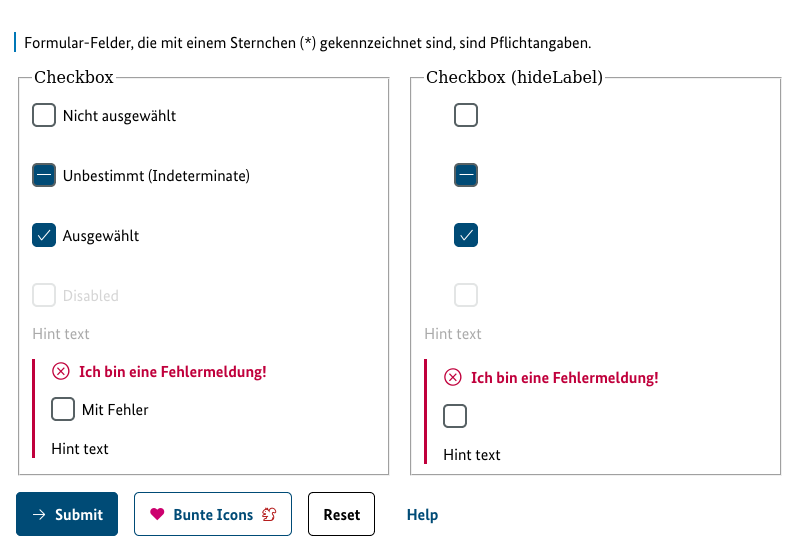 Formular-Felder, die mit einem Sternchen (*) gekennzeichnet sind, sind Pflichtangaben.
Checkbox
Nicht ausgewählt
Unbestimmt (Indeterminate)
Ausgewählt
Disabled
Hint text
Ich bin eine Fehlermeldung!
Mit Fehler
Hint text
Checkbox (hideLabel)
Hint text
Ich bin eine Fehlermeldung!
Hint text
Submit
Bunte Icons
Reset
Help